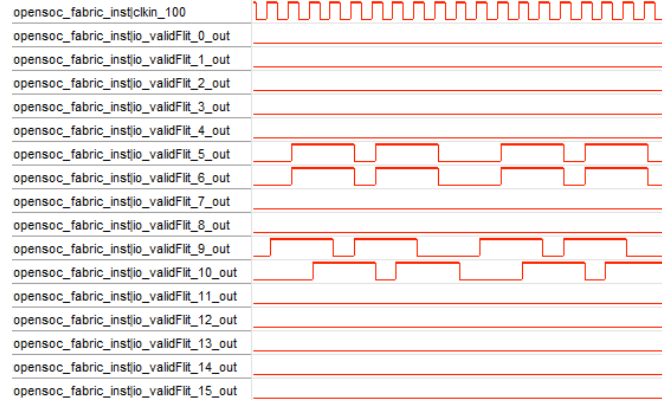 opensoc_fabric_inst|clkin_100
opensoc_fabric_inst|io_validFlit_0_out
opensoc_fabric_inst|io_validFlit_1_out
opensoc_fabric_inst|io_validFlit_2_out
opensoc_fabric_inst|io_validFlit_3_out
opensoc_fabric_inst|io_validFlit_4_out
opensoc_fabric_inst|io_validFlit_5_out
opensoc_fabric_inst|io_validFlit_6_out
opensoc_fabric_inst|io_validFlit_7_out
opensoc_fabric_inst|io_validFlit_8_out
opensoc_fabric_inst|io_validFlit_9_out
opensoc_fabric_inst|io_validFlit_10_out
opensoc_fabric_inst|io_validFlit_11_out
opensoc_fabric_inst|io_validFlit_12_out
opensoc_fabric_inst|io_validFlit_13_out
opensoc_fabric_inst|io_validFlit_14_out
opensoc_fabric_inst|io_validFlit_15_out